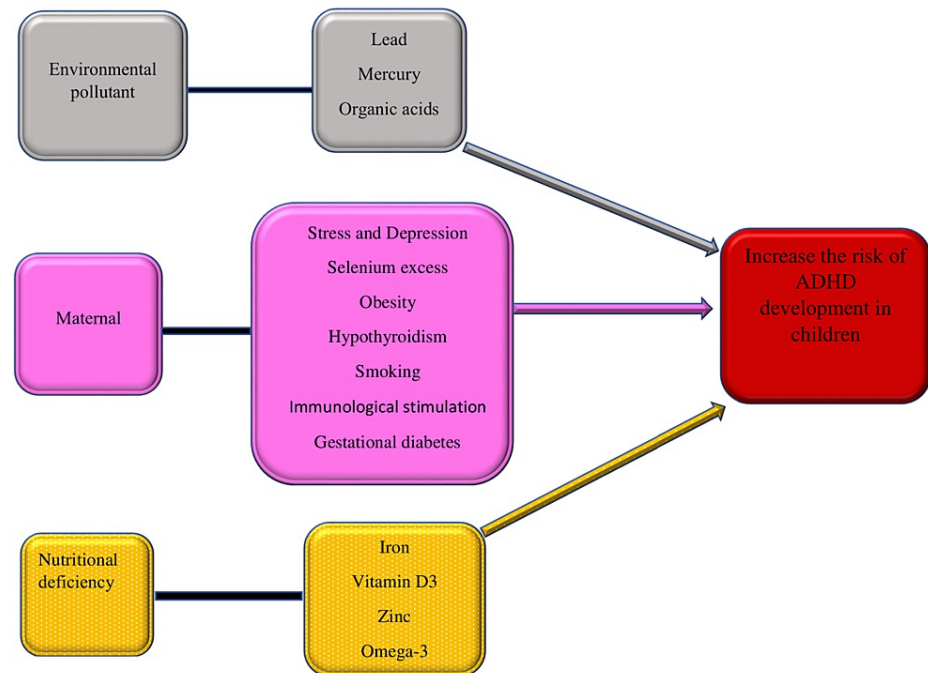 Environmental
pollutant
Lead
Mercury
Organic acids
Maternal
Stress and Depression
Selenium excess
Obesity
Hypothyroidism
Smoking
Immunological stimulation
Gestational diabetes
Nutritional
deficiency
Iron
Vitamin D3
Zinc
Omega-3
Increase the risk of
ADHD
development in
children